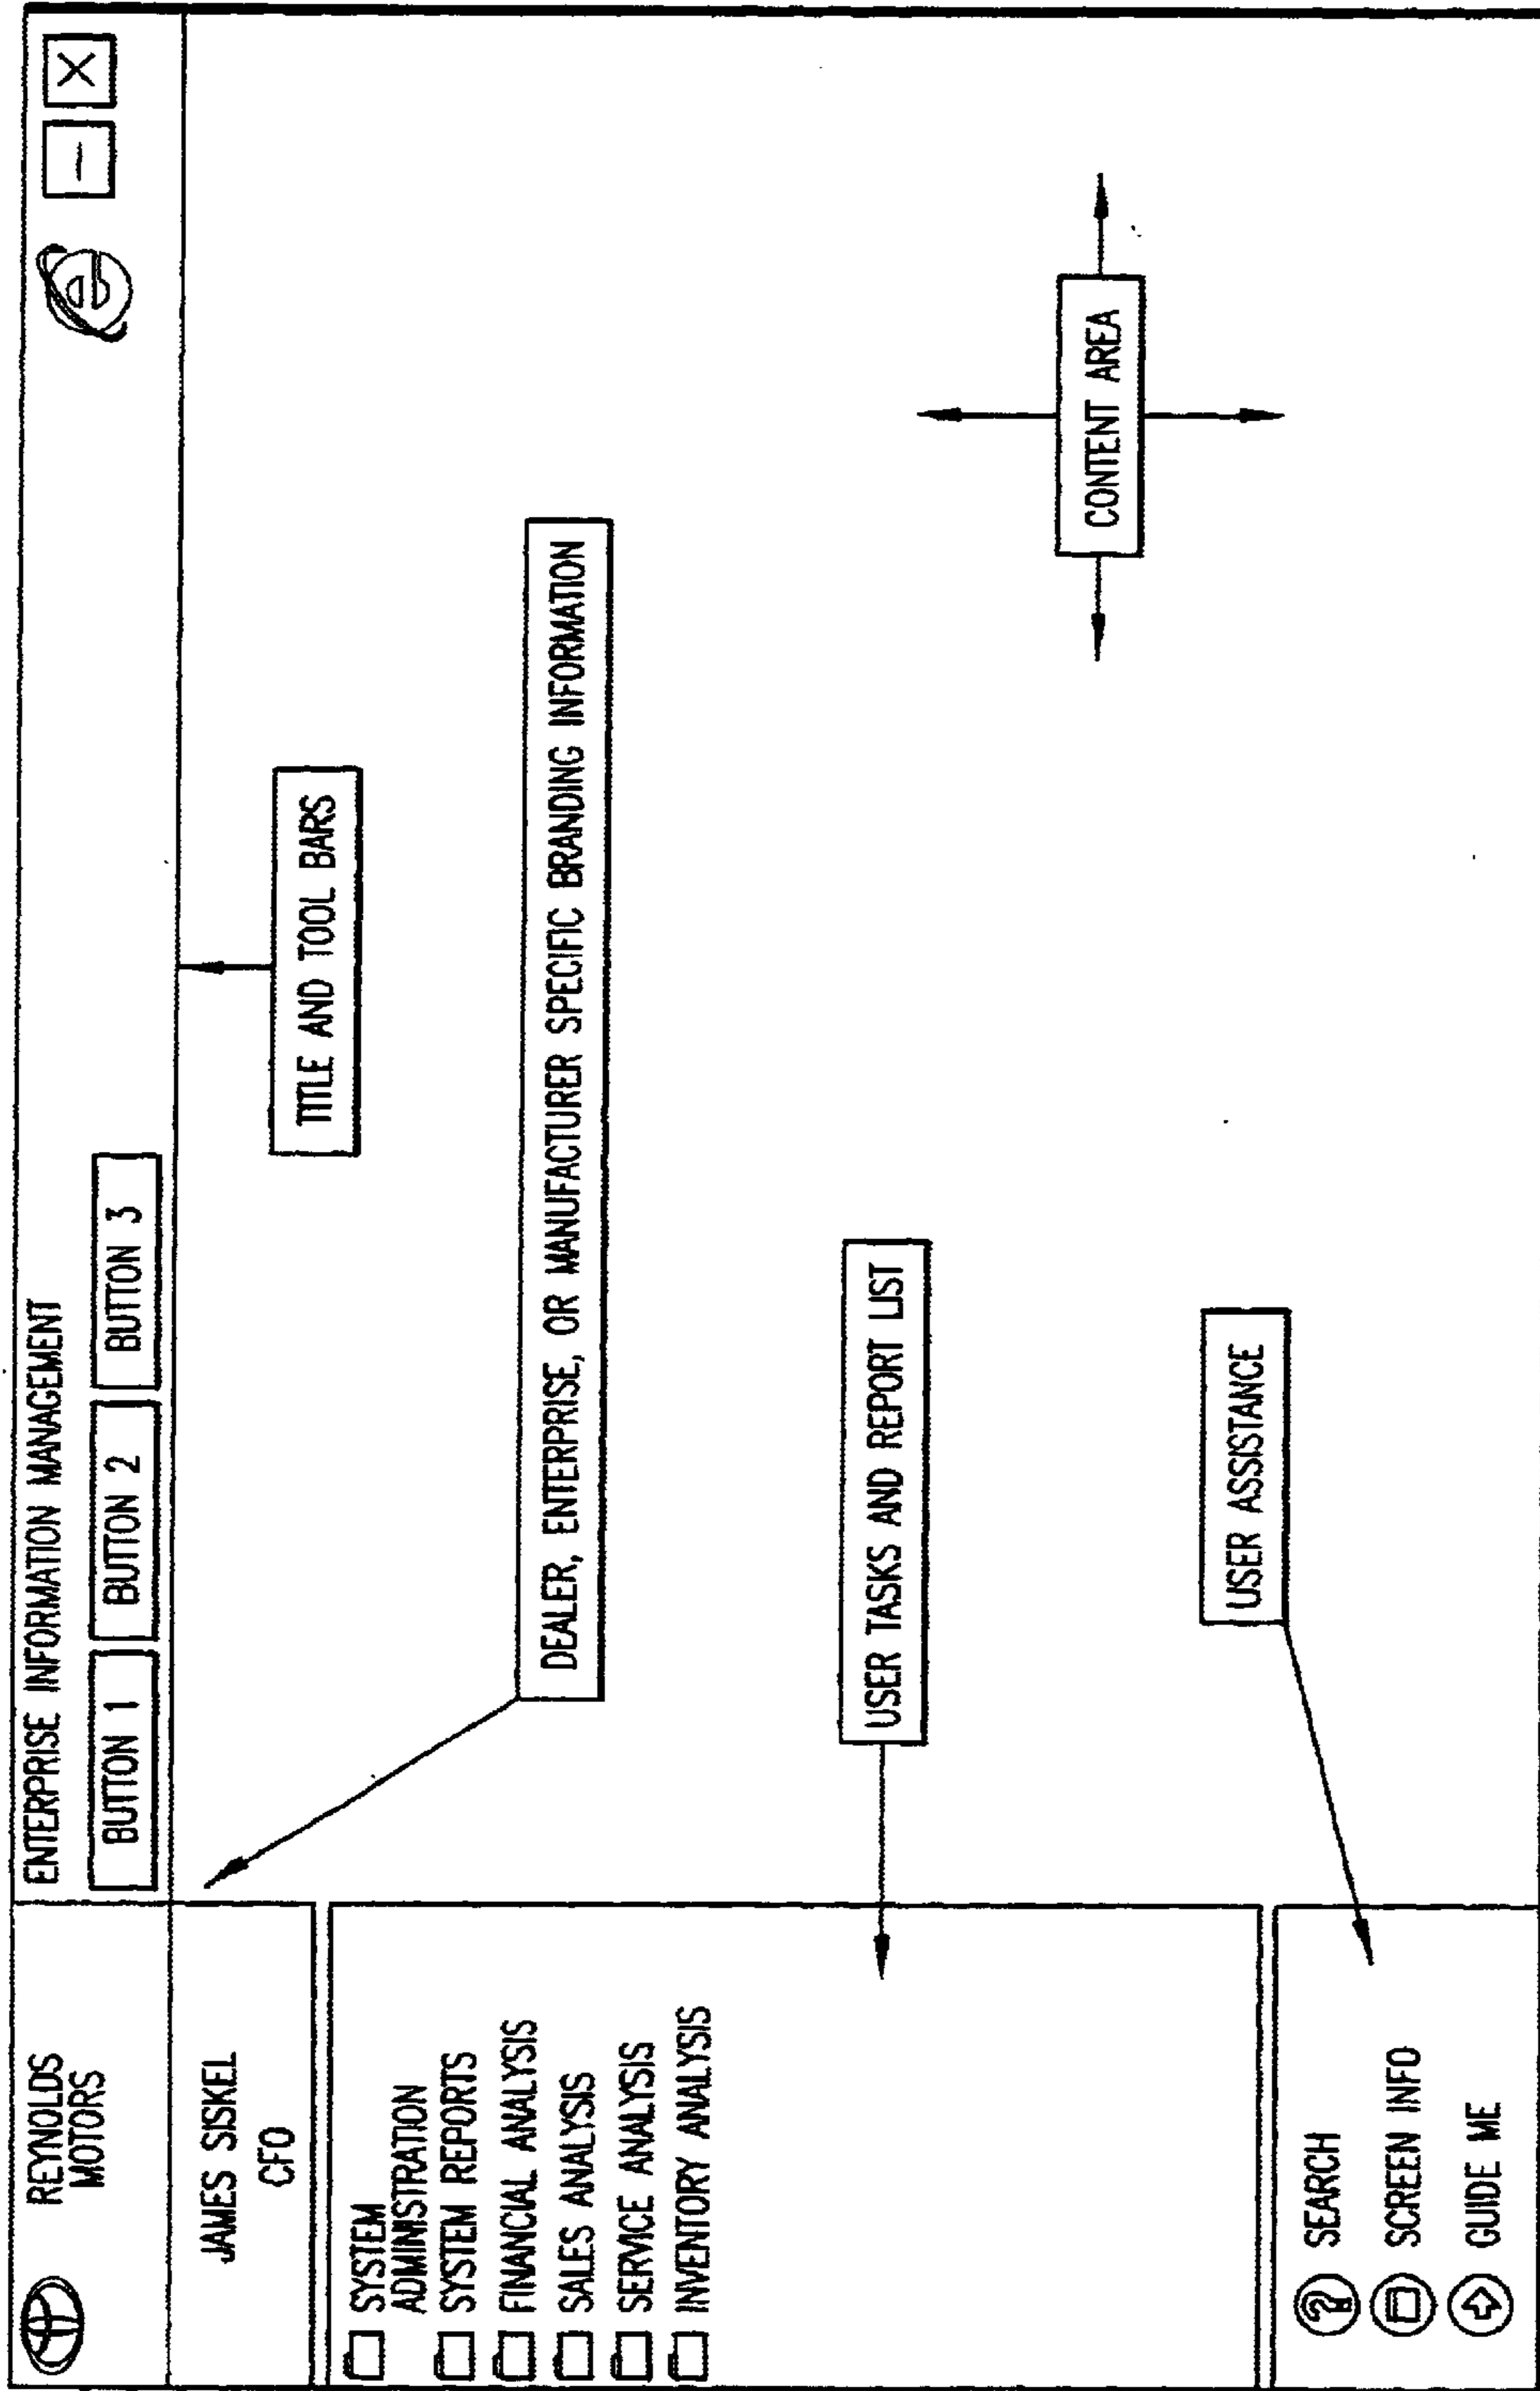 REYNOLDS
MOTORS
ENTERPRISE INFORMATION MANAGEMENT
BUTTON 1
BUTTON 2
BUTTON 3
e
JAMES SISKEL
CFO
TITLE AND TOOL BARS
DEALER, ENTERPRISE, OR MANUFACTURER SPECIFIC BRANDING INFORMATION
SYSTEM
ADMINISTRATION
SYSTEM REPORTS
FINANCIAL ANALYSIS
SALES ANALYSIS
SERVICE ANALYSIS
INVENTORY ANALYSIS
USER TASKS AND REPORT LIST
CONTENT AREA
USER ASSISTANCE
? SEARCH
SCREEN INFO
GUIDE ME